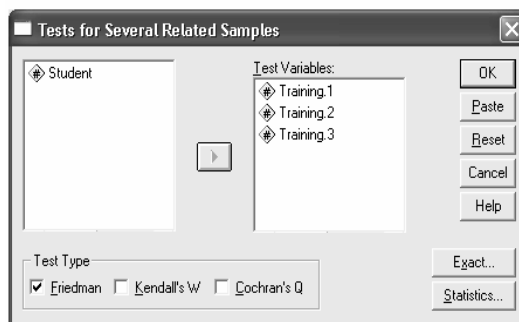 Tests for Several Related Samples
Student
Test Variables:
Training.1
Training.2
Training.3
OK
Paste
Reset
Cancel
Help
Test Type
Friedman
Kendall's W
Cochran's Q
Exact...
Statistics...